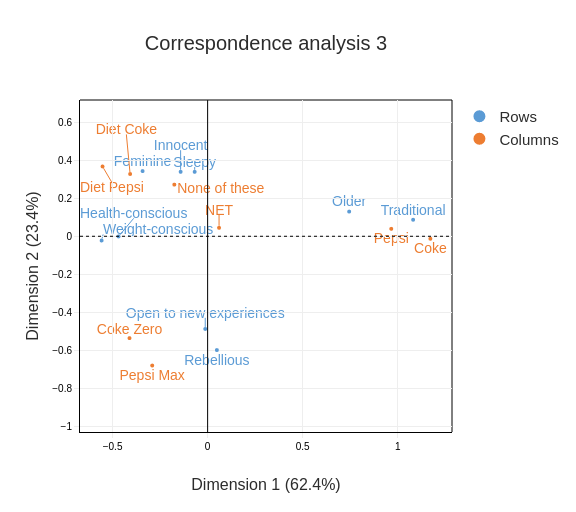 Correspondence analysis 3
Rows
Columns
Dimension 2 (23.4%)
0.6
0.4
0.2
0
−0.2
−0.4
−0.6
−0.8
−1
Diet Coke
Innocent
Feminine
Sleepy
Diet Pepsi
None of these
Older
Traditional
Health-conscious
NET
Weight-conscious
Pepsi
Coke
Open to new experiences
Coke Zero
Rebellious
Pepsi Max
−0.5
0
0.5
1
Dimension 1 (62.4%)